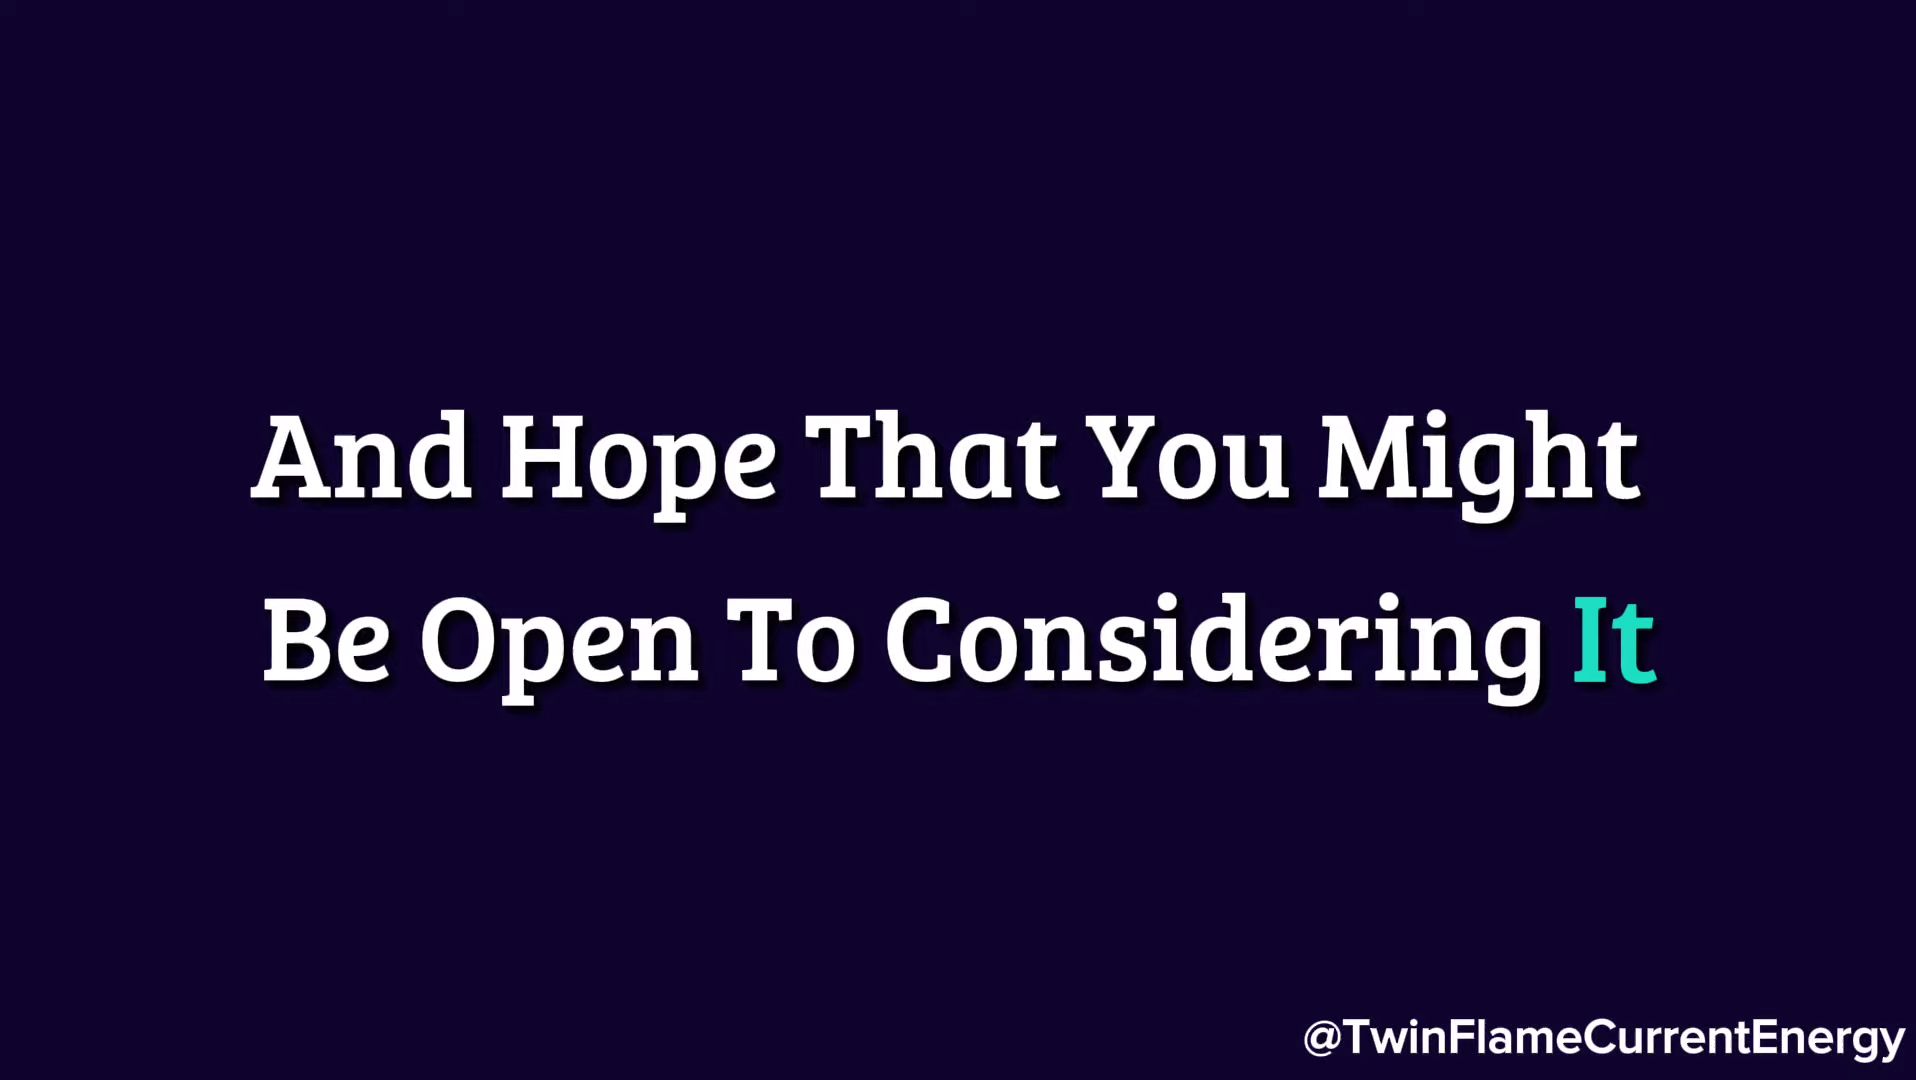 And Hope That You Might
Be Open To Considering It
@TwinFlameCurrentEnergy